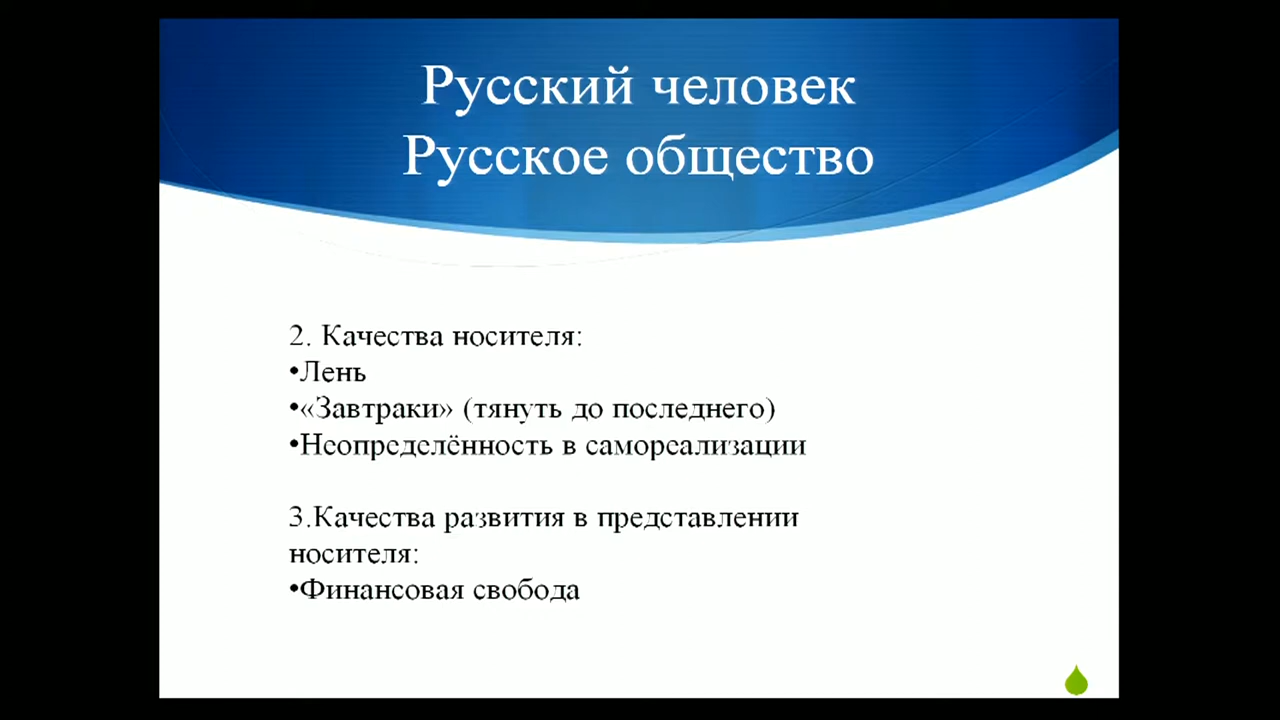 Русский человек
Русское общество
2. Качества носителя:
•Лень
•«Завтраки» (тянуть до последнего)
•Неопределённость в самореализации
3.Качества развития в представлении
носителя:
•Финансовая свобода